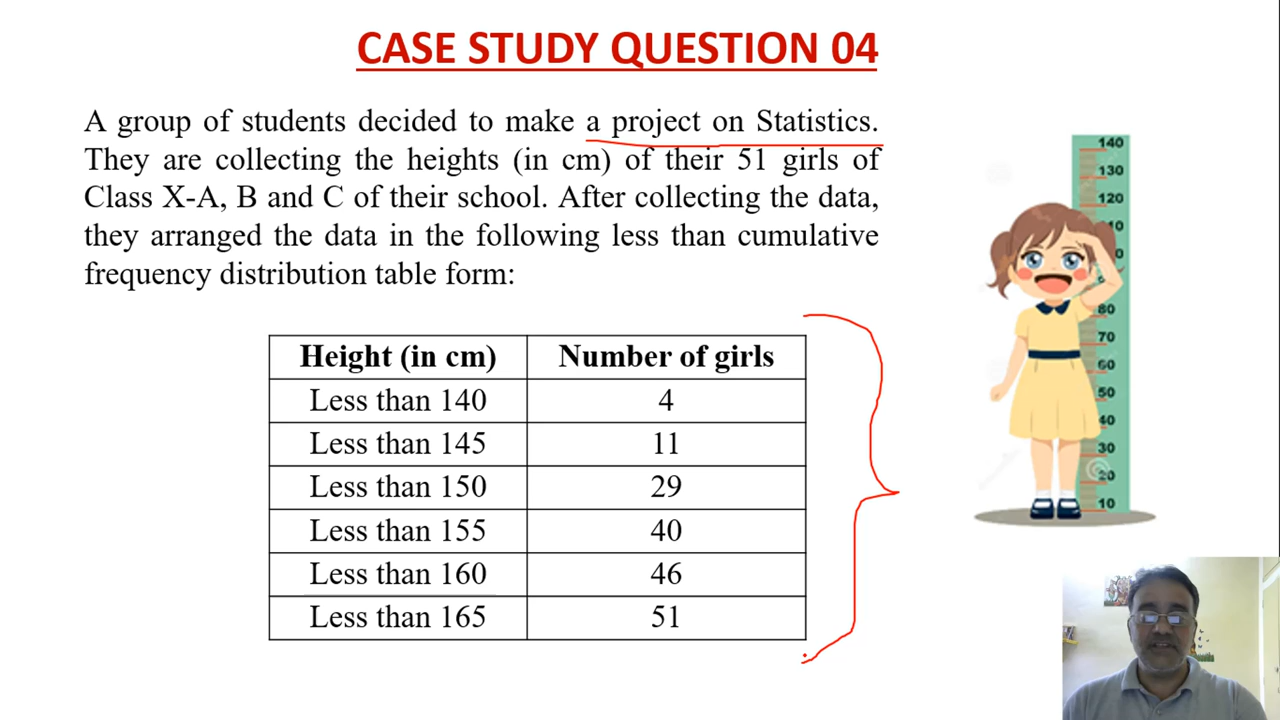 CASE STUDY QUESTION 04
A group of students decided to make a project on Statistics.
They are collecting the heights (in cm) of their 51 girls of
Class X-A, B and C of their school. After collecting the data,
they arranged the data in the following less than cumulative
frequency distribution table form:
Height (in cm) Number of girls
Less than 140 4
Less than 145 11
Less than 150 29
Less than 155 40
Less than 160 46
Less than 165 51
140
130
120
10
0
80
70
60
50
40
30
20
10